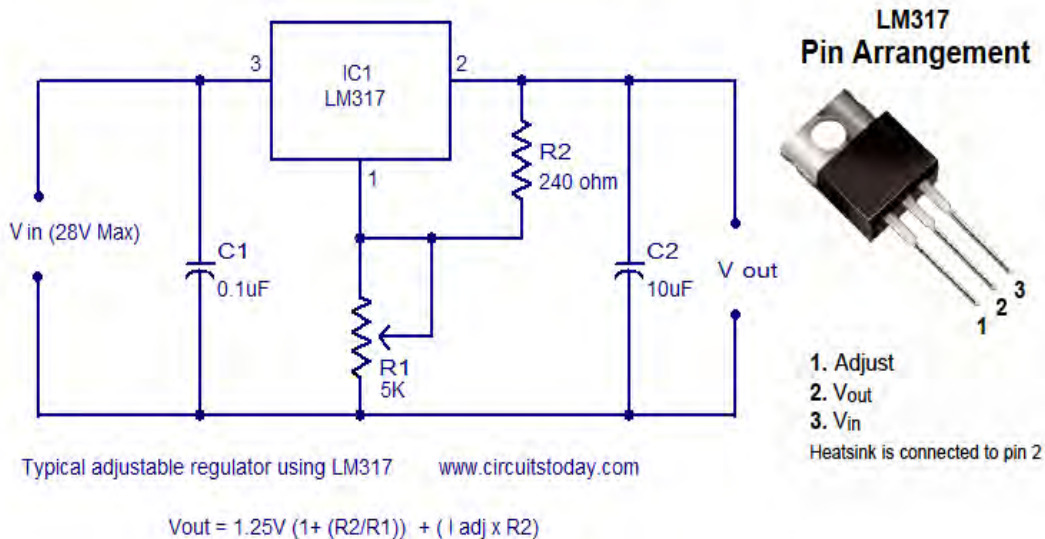 LM317
Pin Arrangement
3
IC1
LM317
2
1
R2
240 ohm
V in (28V Max)
C1
0.1uF
R1
5K
C2
10uF
V out
3
2
1
1. Adjust
2. Vout
3. Vin
Heatsink is connected to pin 2
Typical adjustable regulator using LM317 www.circuitstoday.com
Vout = 1.25V (1+ (R2/R1)) + ( I adj x R2)